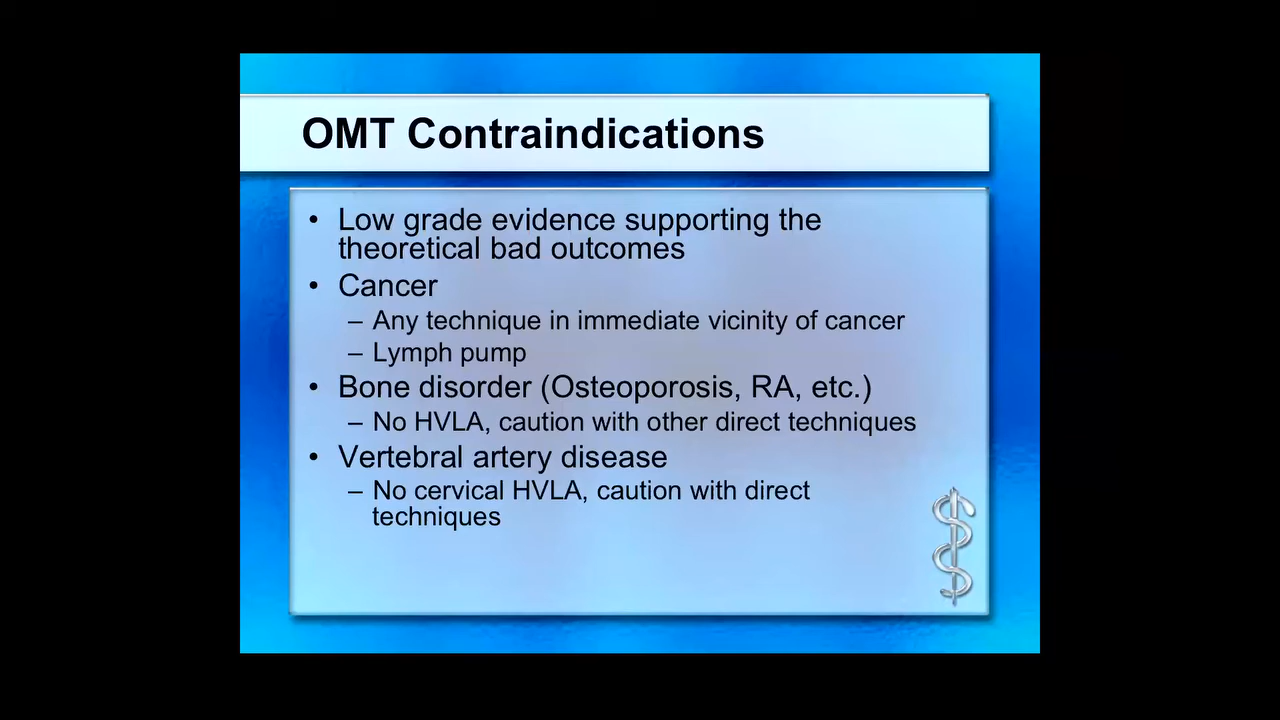 OMT Contraindications
• Low grade evidence supporting the
theoretical bad outcomes
• Cancer
– Any technique in immediate vicinity of cancer
– Lymph pump
• Bone disorder (Osteoporosis, RA, etc.)
– No HVLA, caution with other direct techniques
• Vertebral artery disease
– No cervical HVLA, caution with direct
techniques